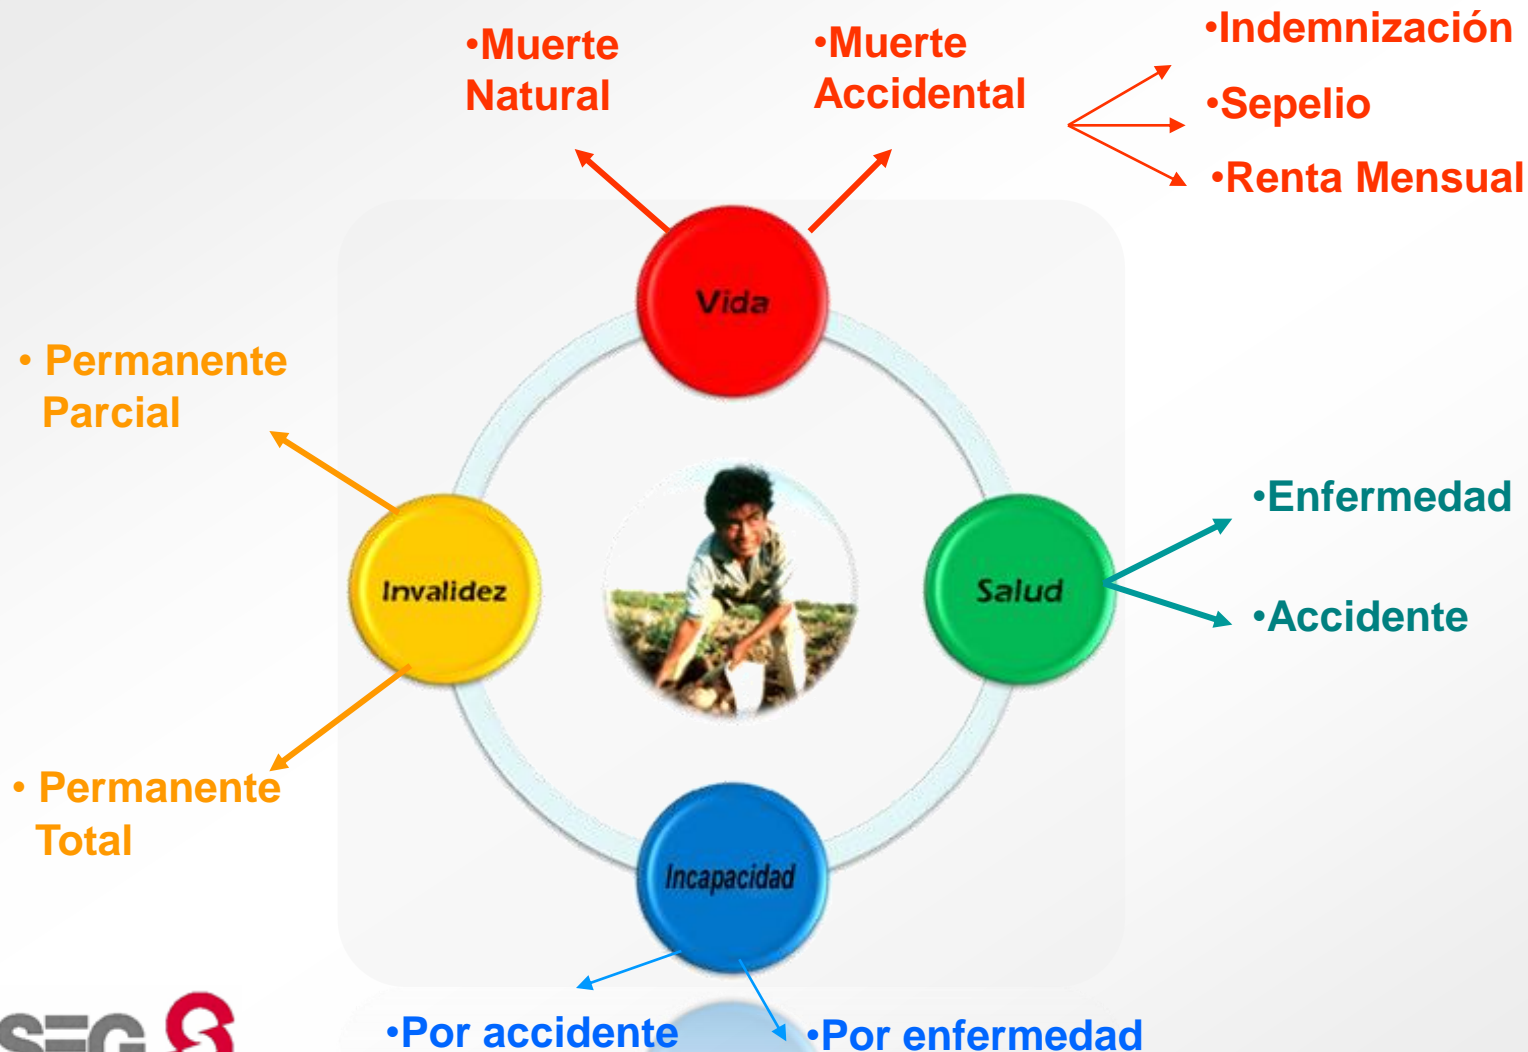 •Muerte
Natural
•Muerte
Accidental
•Indemnización
•Sepelio
•Renta Mensual
Vida
• Permanente
Parcial
•Enfermedad
Invalidez
Salud
•Accidente
• Permanente
Total
Incapacidad
•Por accidente
•Por enfermedad
SEG